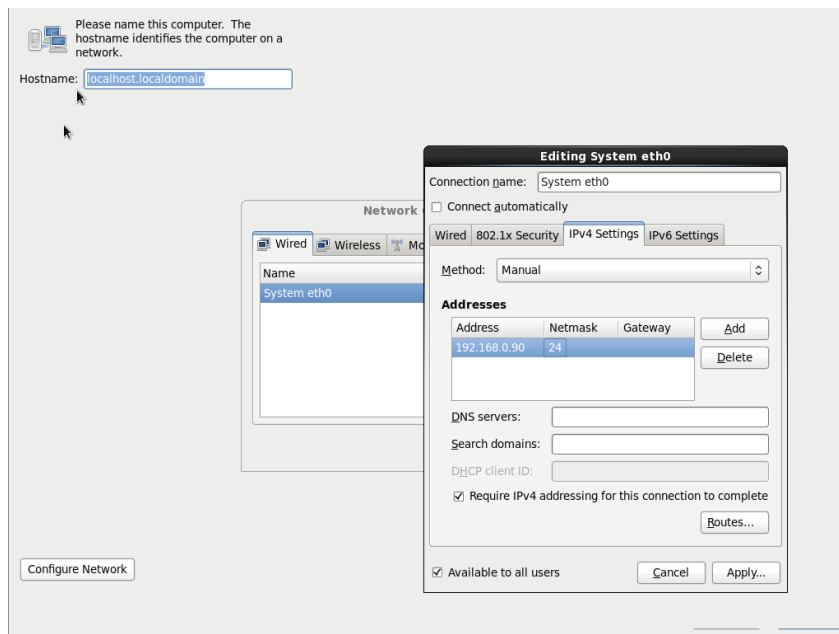 Please name this computer. The
hostname identifies the computer on a
network.
Hostname: localhost.localdomain
Editing System eth0
Connection name: System eth0
Connect automatically
Network
Wired Wireless Mo
Wired 802.1x Security IPv4 Settings IPv6 Settings
Name
System eth0
Method: Manual
Addresses
Address Netmask Gateway
192.168.0.90 24
Add
Delete
DNS servers:
Search domains:
DHCP client ID:
Require IPv4 addressing for this connection to complete
Routes...
Configure Network
Available to all users
Cancel Apply...